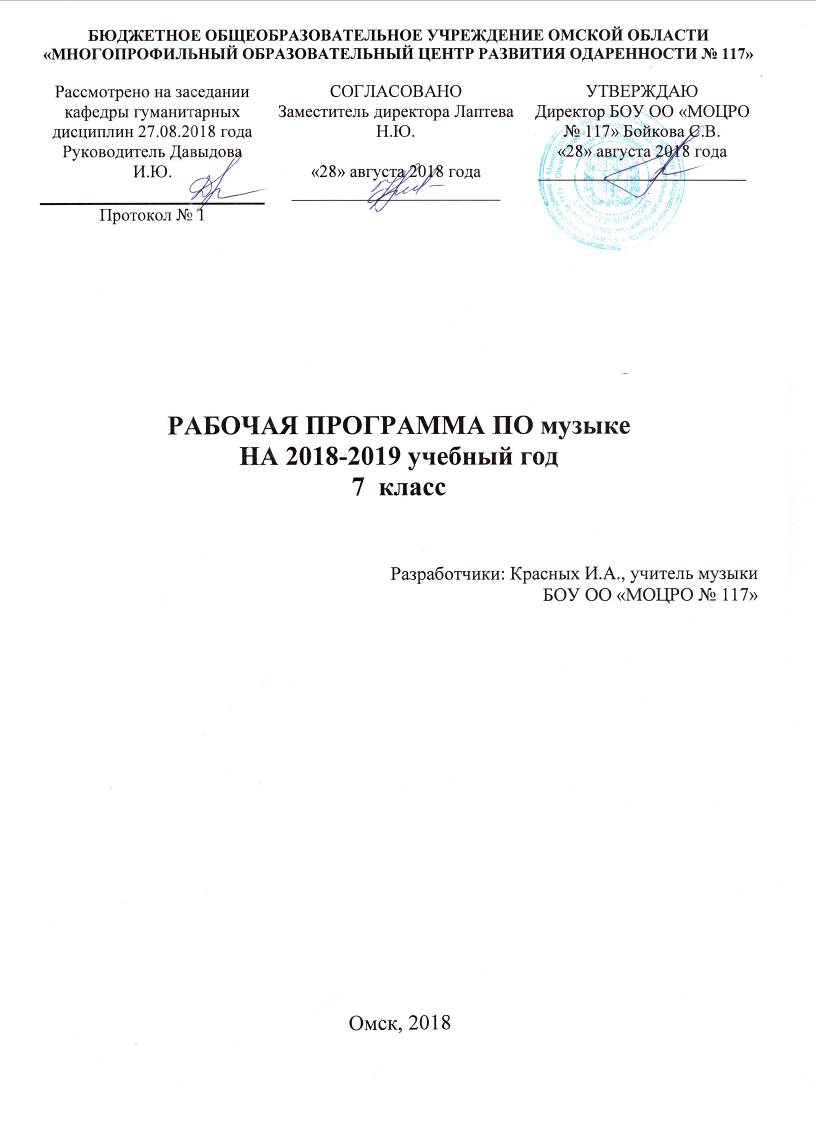 БЮДЖЕТНОЕ ОБЩЕОБРАЗОВАТЕЛЬНОЕ УЧРЕЖДЕНИЕ ОМСКОЙ ОБЛАСТИ
«МНОГОПРОФИЛЬНЫЙ ОБРАЗОВАТЕЛЬНЫЙ ЦЕНТР РАЗВИТИЯ ОДАРЕННОСТИ № 117»
Рассмотрено на заседании
кафедры гуманитарных
дисциплин 27.08.2018 года
Руководитель Давыдова
И.Ю.
Протокол № 1
СОГЛАСОВАНО
Заместитель директора Лаптева
Н.Ю.
«28» августа 2018 года
УТВЕРЖДАЮ
Директор БОУ ОО «МОЦРО
№ 117» Бойкова С.В.
«28» августа 2018 года
РАБОЧАЯ ПРОГРАММА ПО музыке
НА 2018-2019 учебный год
7 класс
Разработчики: Красных И.А., учитель музыки
БОУ ОО «МОЦРО № 117»
Омск, 2018